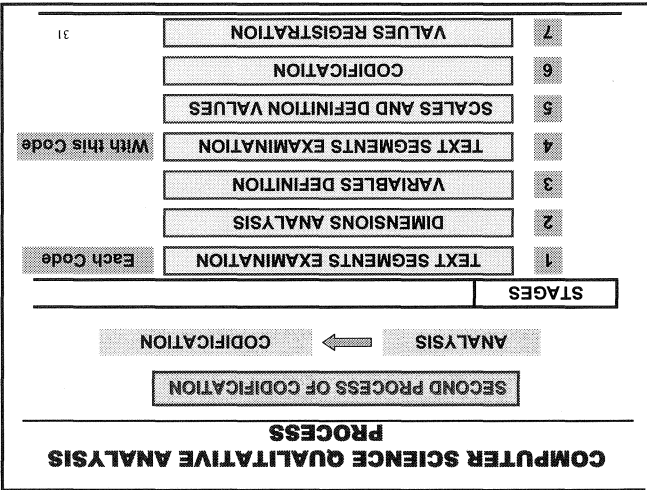 COMPUTER SCIENCE QUALITATIVE ANALYSIS
PROCESS
SECOND PROCESS OF CODIFICATION
ANALYSIS CODIFICATION
STAGES
1 TEXT SEGMENTS EXAMINATION Each Code
2 DIMENSIONS ANALYSIS
3 VARIABLES DEFINITION
4 TEXT SEGMENTS EXAMINATION With this Code
5 SCALES AND DEFINITION VALUES
6 CODIFICATION
7 VALUES REGISTRATION
31